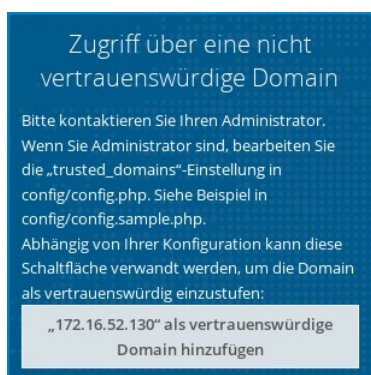 Zugriff über eine nicht
vertrauenswürdige Domain
Bitte kontaktieren Sie Ihren Administrator.
Wenn Sie Administrator sind, bearbeiten Sie
die „trusted_domains“-Einstellung in
config/config.php. Siehe Beispiel in
config/config.sample.php.
Abhängig von Ihrer Konfiguration kann diese
Schaltfläche verwandt werden, um die Domain
als vertrauenswürdig einzustufen:
„172.16.52.130“ als vertrauenswürdige
Domain hinzufügen